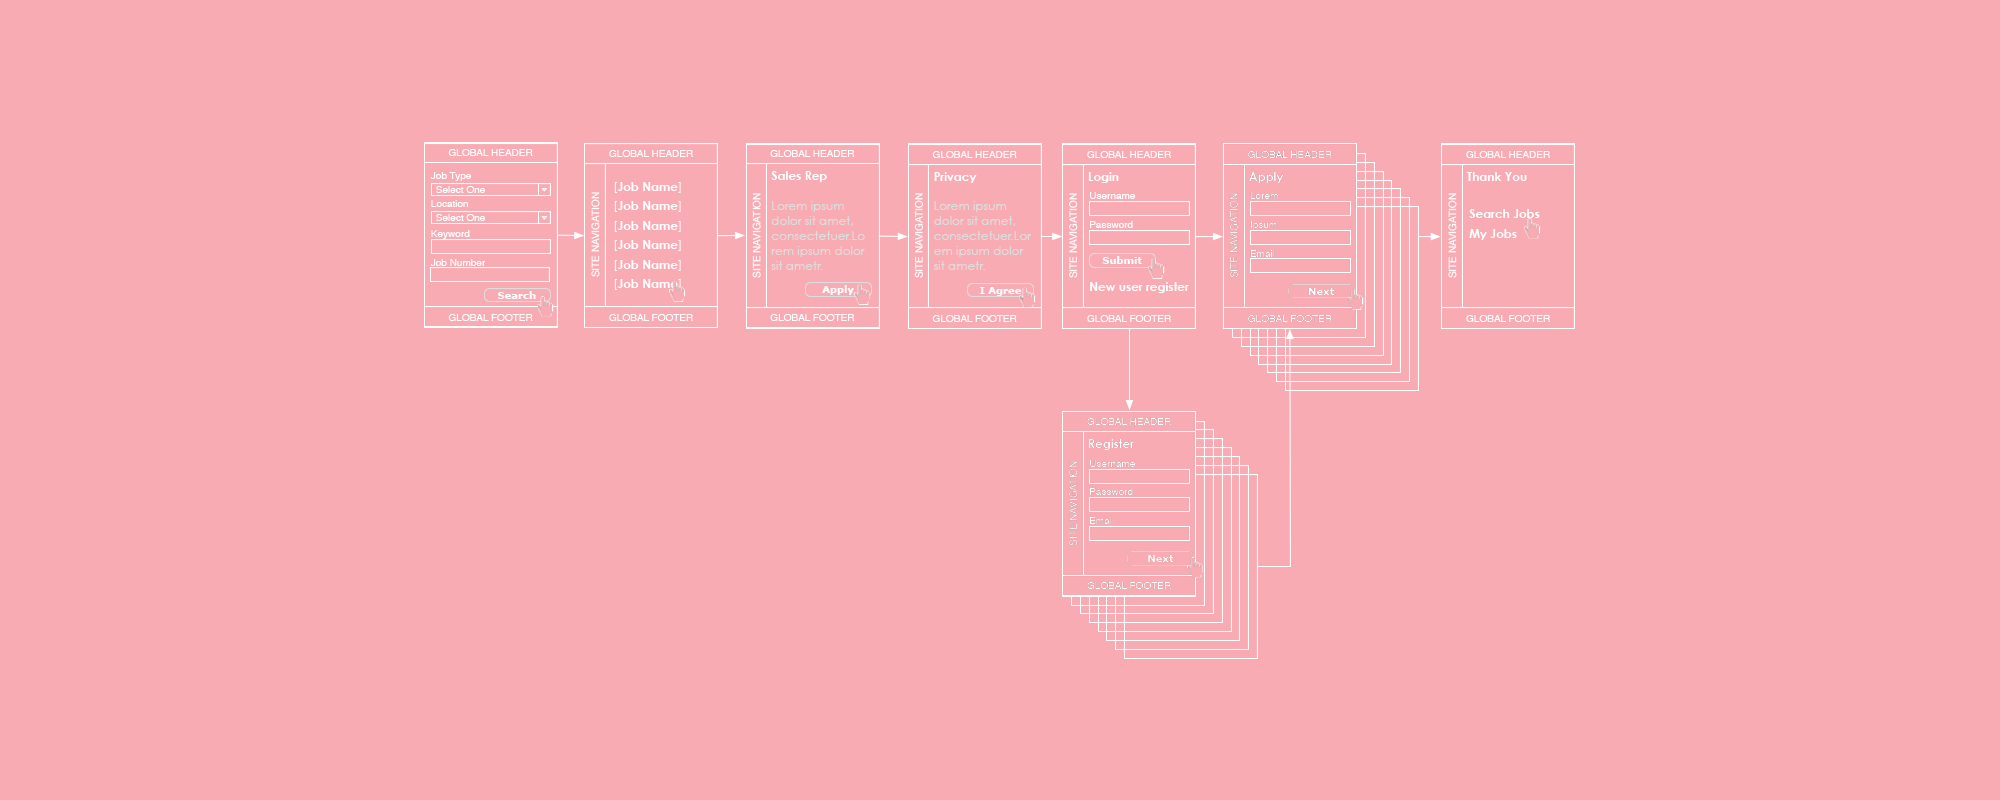 GLOBAL HEADER
Job Type
Select One
Location
Select One
Keyword
Job Number
Search
GLOBAL FOOTER
GLOBAL HEADER
SITE NAVIGATION
[Job Name]
[Job Name]
[Job Name]
[Job Name]
[Job Name]
[Job Name]
GLOBAL FOOTER
GLOBAL HEADER
SITE NAVIGATION
Sales Rep
Lorem ipsum
dolor sit amet,
consectetuer.Lo
rem ipsum dolor
sit ametr.
Apply
GLOBAL FOOTER
GLOBAL HEADER
SITE NAVIGATION
Privacy
Lorem ipsum
dolor sit amet,
consectetuer.Lor
em ipsum dolor
sit ametr.
I Agree
GLOBAL FOOTER
GLOBAL HEADER
SITE NAVIGATION
Login
Username
Password
Submit
New user register
GLOBAL FOOTER
GLOBAL HEADER
SITE NAVIGATION
Apply
Lorem
Ipsum
Email
Next
GLOBAL FOOTER
GLOBAL HEADER
SITE NAVIGATION
Thank You
Search Jobs
My Jobs
GLOBAL FOOTER
GLOBAL HEADER
SITE NAVIGATION
Register
Username
Password
Email
Next
GLOBAL FOOTER